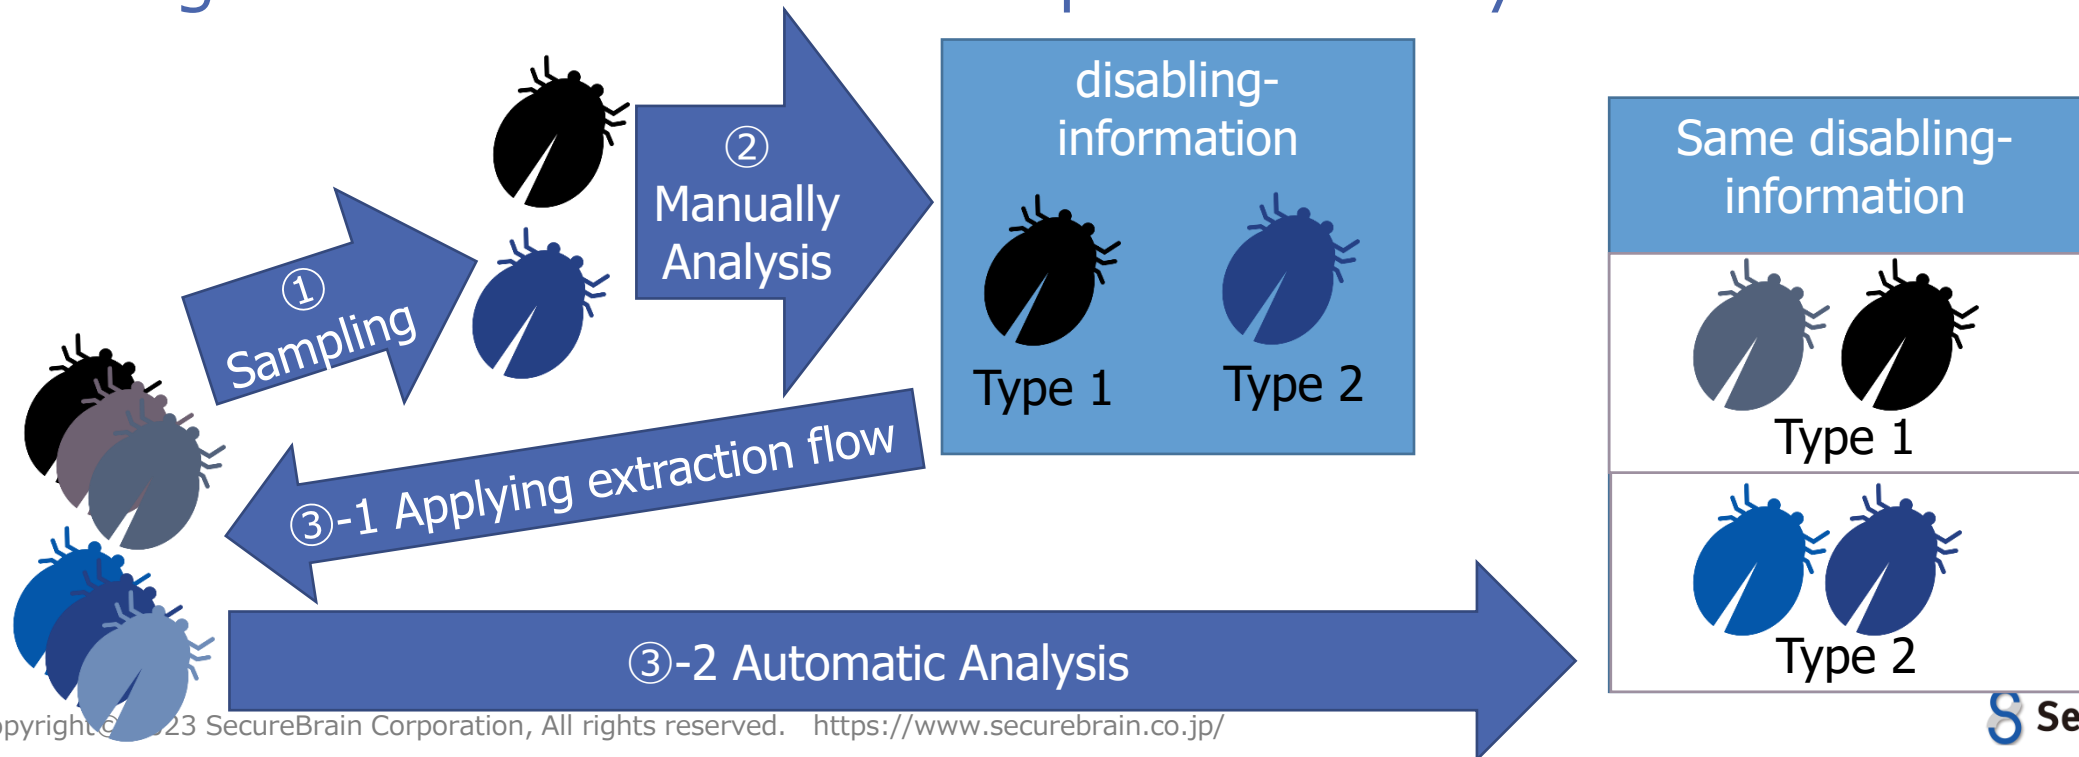 ②
Manually
Analysis
①
Sampling
disabling-
information
Type 1
Type 2
Same disabling-
information
Type 1
Type 2
③-1 Applying extraction flow
③-2 Automatic Analysis
23 SecureBrain Corporation, All rights reserved. https://www.securebrain.co.jp/